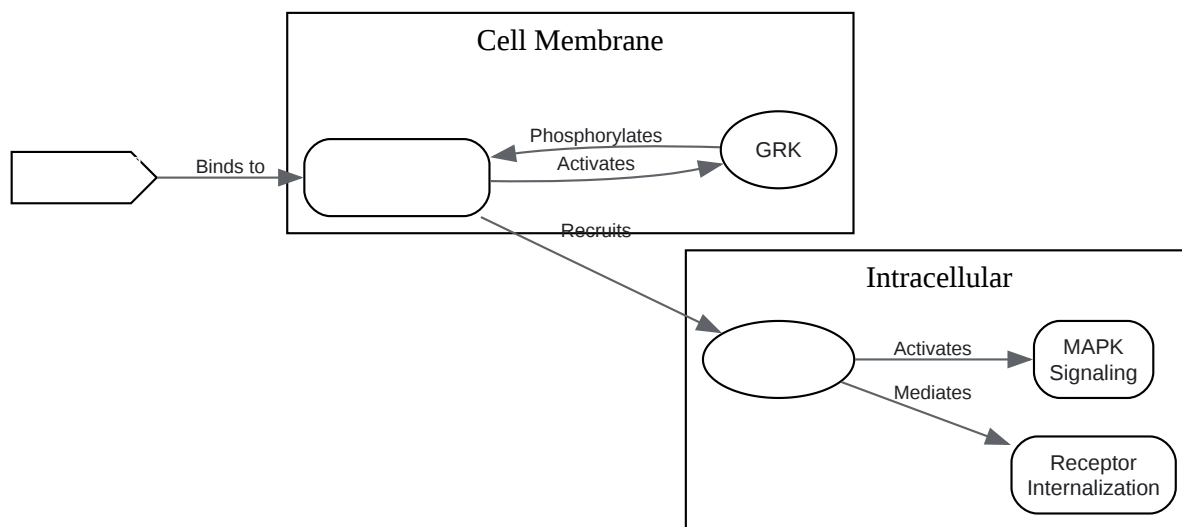 Cell Membrane
Phosphorylates
GRK
Binds to
Activates
Recruits
Intracellular
Activates
MAPK
Signaling
Mediates
Receptor
Internalization